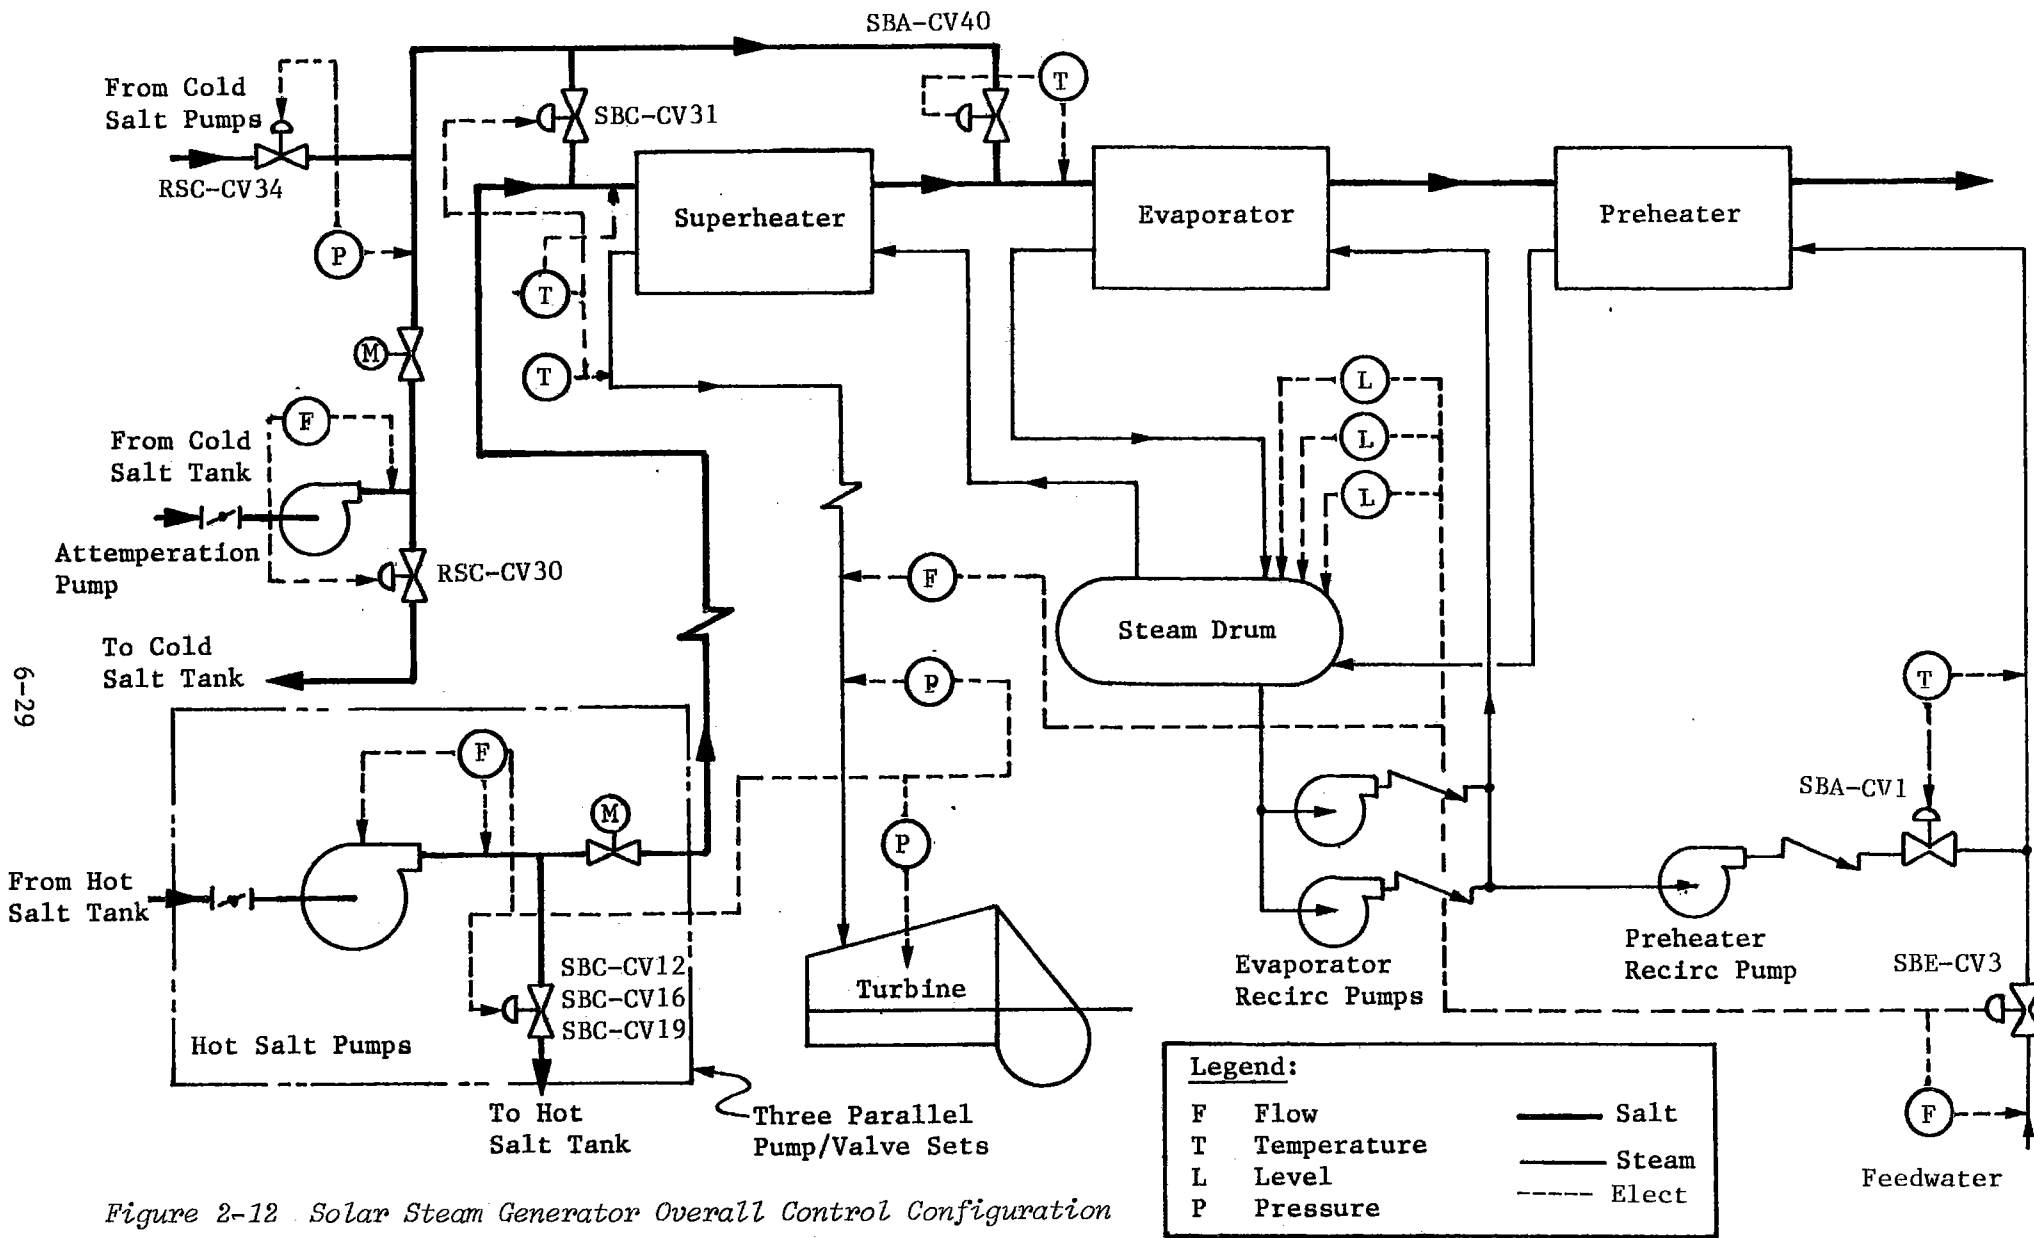 SBA-CV40
From Cold
Salt Pumps
RSC-CV34
SBC-CV31
T
P
Superheater
Evaporator
Preheater
T
T
M
F
From Cold
Salt Tank
Attemperation
Pump
RSC-CV30
To Cold
Salt Tank
L
L
L
F
P
Steam Drum
T
6-29
F
M
From Hot
Salt Tank
SBC-CV12
SBC-CV16
SBC-CV19
Hot Salt Pumps
To Hot
Salt Tank
Three Parallel
Pump/Valve Sets
P
Turbine
Evaporator
Recirc Pumps
SBA-CV1
Preheater
Recirc Pump
SBE-CV3
F
Feedwater
Legend:
F Flow
T Temperature
L Level
P Pressure
Salt
Steam
Elect
Figure 2-12 Solar Steam Generator Overall Control Configuration